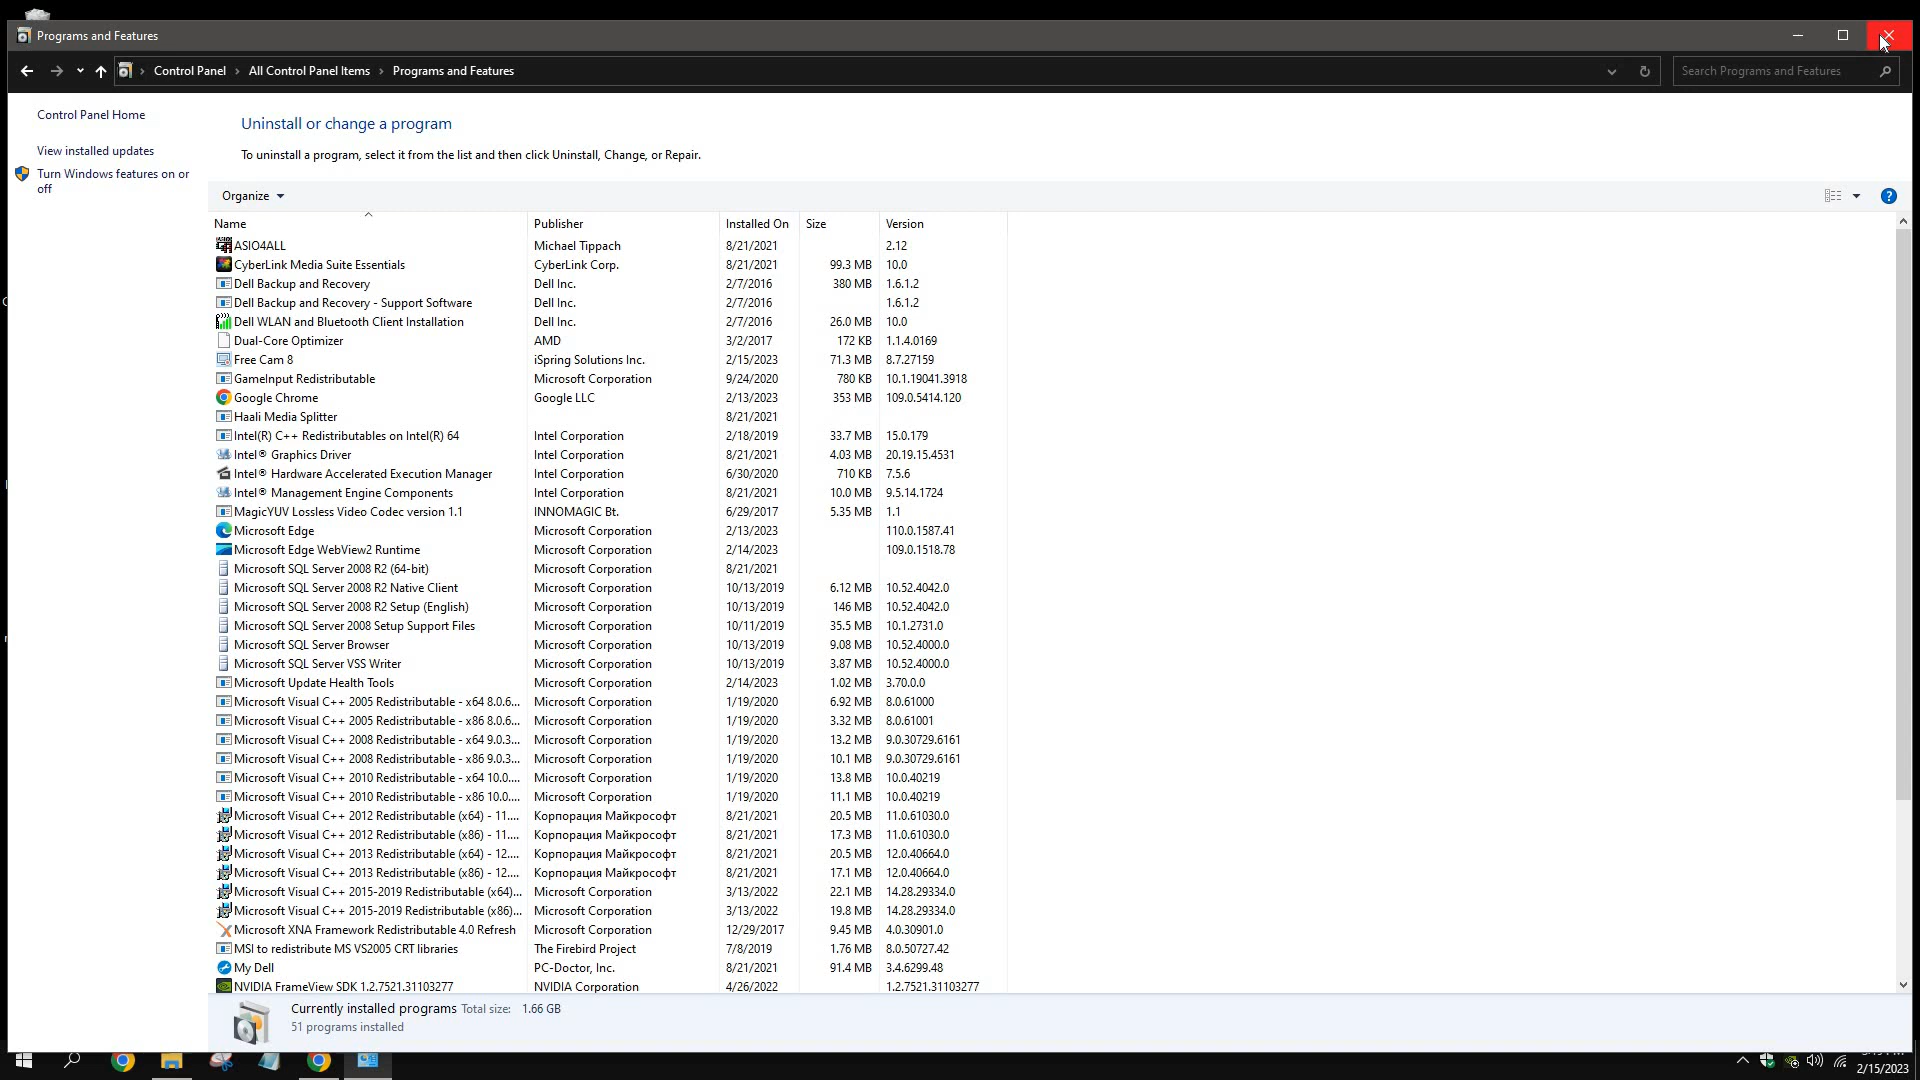 Programs and Features
Control Panel > All Control Panel Items > Programs and Features
Search Programs and Features
Control Panel Home
View installed updates
Turn Windows features on or
off
Uninstall or change a program
To uninstall a program, select it from the list and then click Uninstall, Change, or Repair.
Organize
Name Publisher Installed On Size Version
ASIO4ALL Michael Tippach 8/21/2021 2.12
CyberLink Media Suite Essentials CyberLink Corp. 8/21/2021 99.3 MB 10.0
Dell Backup and Recovery Dell Inc. 2/7/2016 380 MB 1.6.1.2
Dell Backup and Recovery - Support Software Dell Inc. 2/7/2016 1.6.1.2
Dell WLAN and Bluetooth Client Installation Dell Inc. 2/7/2016 26.0 MB 10.0
Dual-Core Optimizer AMD 3/2/2017 172 KB 1.1.4.0169
Free Cam 8 iSpring Solutions Inc. 2/15/2023 71.3 MB 8.7.27159
GameInput Redistributable Microsoft Corporation 9/24/2020 780 KB 10.1.19041.3918
Google Chrome Google LLC 2/13/2023 353 MB 109.0.5414.120
Haali Media Splitter 8/21/2021
Intel(R) C++ Redistributables on Intel(R) 64 Intel Corporation 2/18/2019 33.7 MB 15.0.179
Intel® Graphics Driver Intel Corporation 8/21/2021 4.03 MB 20.19.15.4531
Intel® Hardware Accelerated Execution Manager Intel Corporation 6/30/2020 710 KB 7.5.6
Intel® Management Engine Components Intel Corporation 8/21/2021 10.0 MB 9.5.14.1724
MagicYUV Lossless Video Codec version 1.1 INNOMAGIC Bt. 6/29/2017 5.35 MB 1.1
Microsoft Edge Microsoft Corporation 2/13/2023 110.0.1587.41
Microsoft Edge WebView2 Runtime Microsoft Corporation 2/14/2023 109.0.1518.78
Microsoft SQL Server 2008 R2 (64-bit) Microsoft Corporation 8/21/2021
Microsoft SQL Server 2008 R2 Native Client Microsoft Corporation 10/13/2019 6.12 MB 10.52.4042.0
Microsoft SQL Server 2008 R2 Setup (English) Microsoft Corporation 10/13/2019 146 MB 10.52.4042.0
Microsoft SQL Server 2008 Setup Support Files Microsoft Corporation 10/11/2019 35.5 MB 10.1.2731.0
Microsoft SQL Server Browser Microsoft Corporation 10/13/2019 9.08 MB 10.52.4000.0
Microsoft SQL Server VSS Writer Microsoft Corporation 10/13/2019 3.87 MB 10.52.4000.0
Microsoft Update Health Tools Microsoft Corporation 2/14/2023 1.02 MB 3.70.0.0
Microsoft Visual C++ 2005 Redistributable - x64 8.0.6... Microsoft Corporation 1/19/2020 6.92 MB 8.0.61000
Microsoft Visual C++ 2005 Redistributable - x86 8.0.6... Microsoft Corporation 1/19/2020 3.32 MB 8.0.61001
Microsoft Visual C++ 2008 Redistributable - x64 9.0.3... Microsoft Corporation 1/19/2020 13.2 MB 9.0.30729.6161
Microsoft Visual C++ 2008 Redistributable - x86 9.0.3... Microsoft Corporation 1/19/2020 10.1 MB 9.0.30729.6161
Microsoft Visual C++ 2010 Redistributable - x64 10.0.... Microsoft Corporation 1/19/2020 13.8 MB 10.0.40219
Microsoft Visual C++ 2010 Redistributable - x86 10.0.... Microsoft Corporation 1/19/2020 11.1 MB 10.0.40219
Microsoft Visual C++ 2012 Redistributable (x64) - 11.... Корпорация Майкрософт 8/21/2021 20.5 MB 11.0.61030.0
Microsoft Visual C++ 2012 Redistributable (x86) - 11.... Корпорация Майкрософт 8/21/2021 17.3 MB 11.0.61030.0
Microsoft Visual C++ 2013 Redistributable (x64) - 12.... Корпорация Майкрософт 8/21/2021 20.5 MB 12.0.40664.0
Microsoft Visual C++ 2013 Redistributable (x86) - 12.... Корпорация Майкрософт 8/21/2021 17.1 MB 12.0.40664.0
Microsoft Visual C++ 2015-2019 Redistributable (x64)... Microsoft Corporation 3/13/2022 22.1 MB 14.28.29334.0
Microsoft Visual C++ 2015-2019 Redistributable (x86)... Microsoft Corporation 3/13/2022 19.8 MB 14.28.29334.0
Microsoft XNA Framework Redistributable 4.0 Refresh Microsoft Corporation 12/29/2017 9.45 MB 4.0.30901.0
MSI to redistribute MS VS2005 CRT libraries The Firebird Project 7/8/2019 1.76 MB 8.0.50727.42
My Dell PC-Doctor, Inc. 8/21/2021 91.4 MB 3.4.6299.48
NVIDIA FrameView SDK 1.2.7521.31103277 NVIDIA Corporation 4/26/2022 1.2.7521.31103277
Currently installed programs Total size: 1.66 GB
51 programs installed
2/15/2023